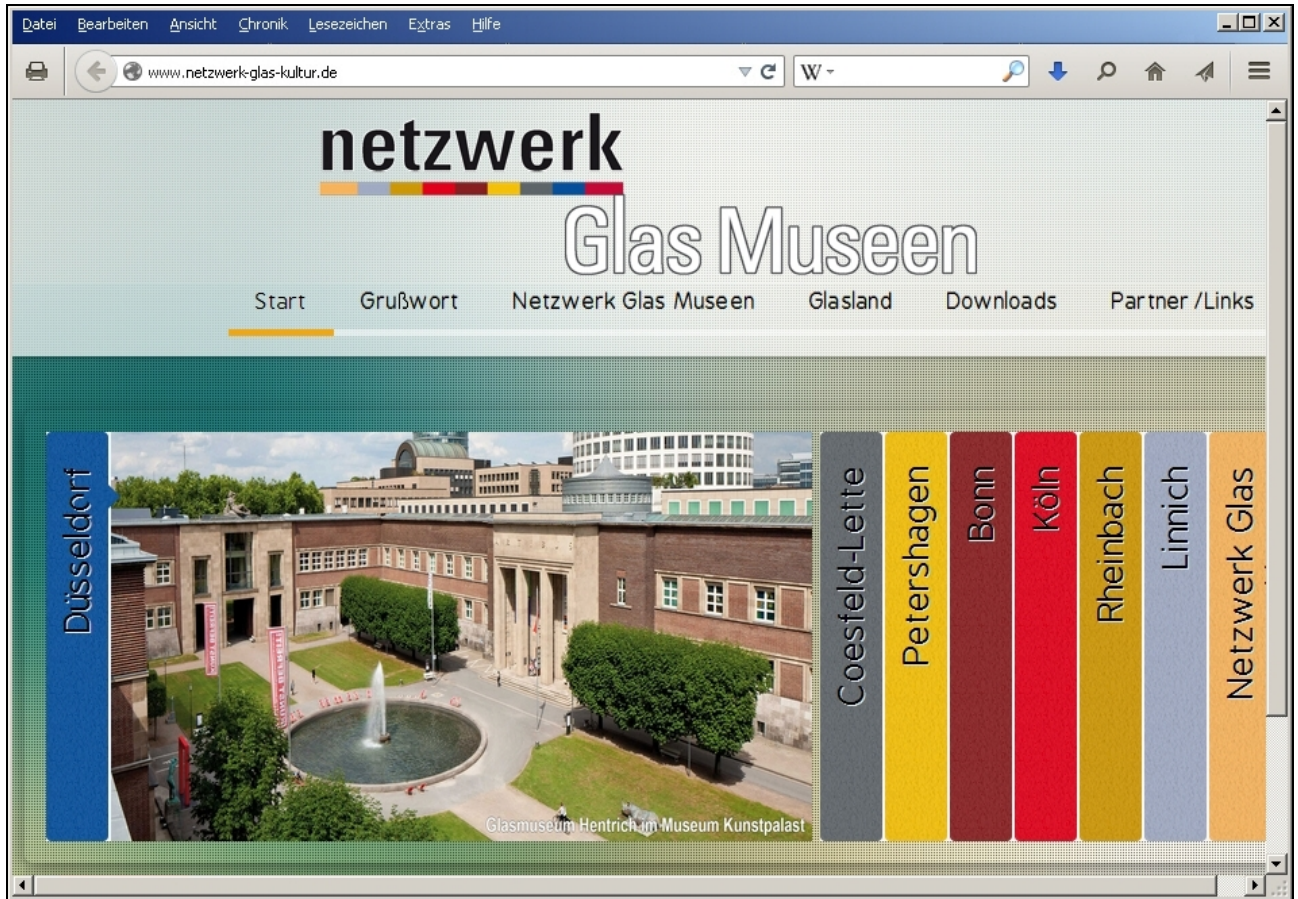 Datei Bearbeiten Ansicht Chronik Lesezeichen Extras Hilfe
www.netzwerk-glas-kultur.de W
netzwerk
Glas Museen
Start Grußwort Netzwerk Glas Museen Glasland Downloads Partner /Links
Düsseldorf
Coesfeld-Lette
Petershagen
Bonn
Köln
Rheinbach
Linnich
Netzwerk Glas
Glasmuseum Hentrich im Museum Kunstpalast